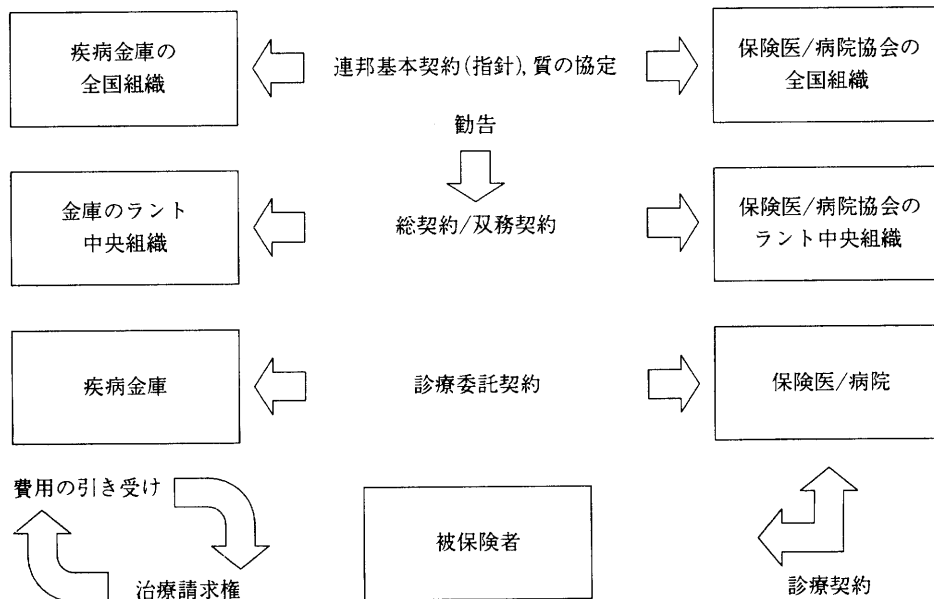 疾病金庫の
全国組織
連邦基本契約(指針), 質の協定
保険医/病院協会の
全国組織
勧告
金庫のラント
中央組織
総契約/双務契約
保険医/病院協会の
ラント中央組織
疾病金庫
診療委託契約
保険医/病院
費用の引き受け
被保険者
治療請求権
診療契約